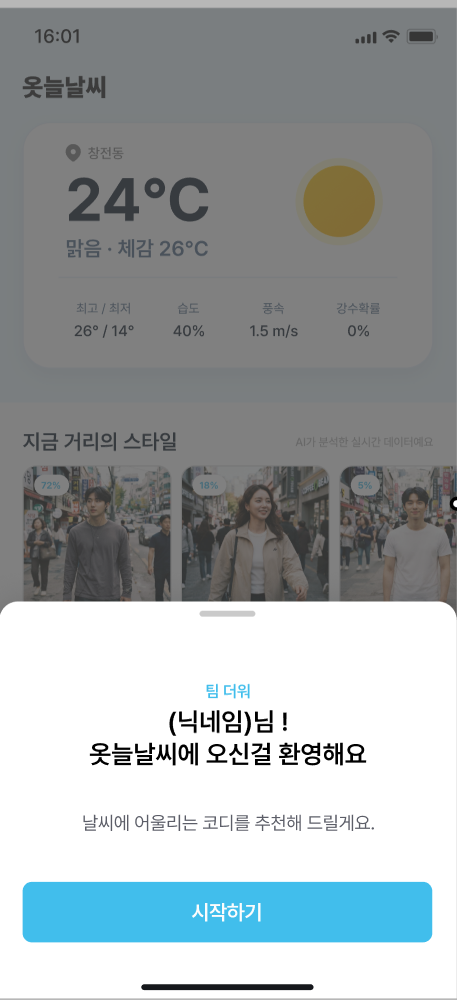 16:01
옷늘날씨
창전동
24°C
맑음 · 체감 26°C
최고 / 최저 습도 풍속 강수확률
26° / 14° 40% 1.5 m/s 0%
지금 거리의 스타일 AI가 분석한 실시간 데이터예요
72% 18% 5%
팀 더워
(닉네임)님 !
옷늘날씨에 오신걸 환영해요
날씨에 어울리는 코디를 추천해 드릴게요.
시작하기